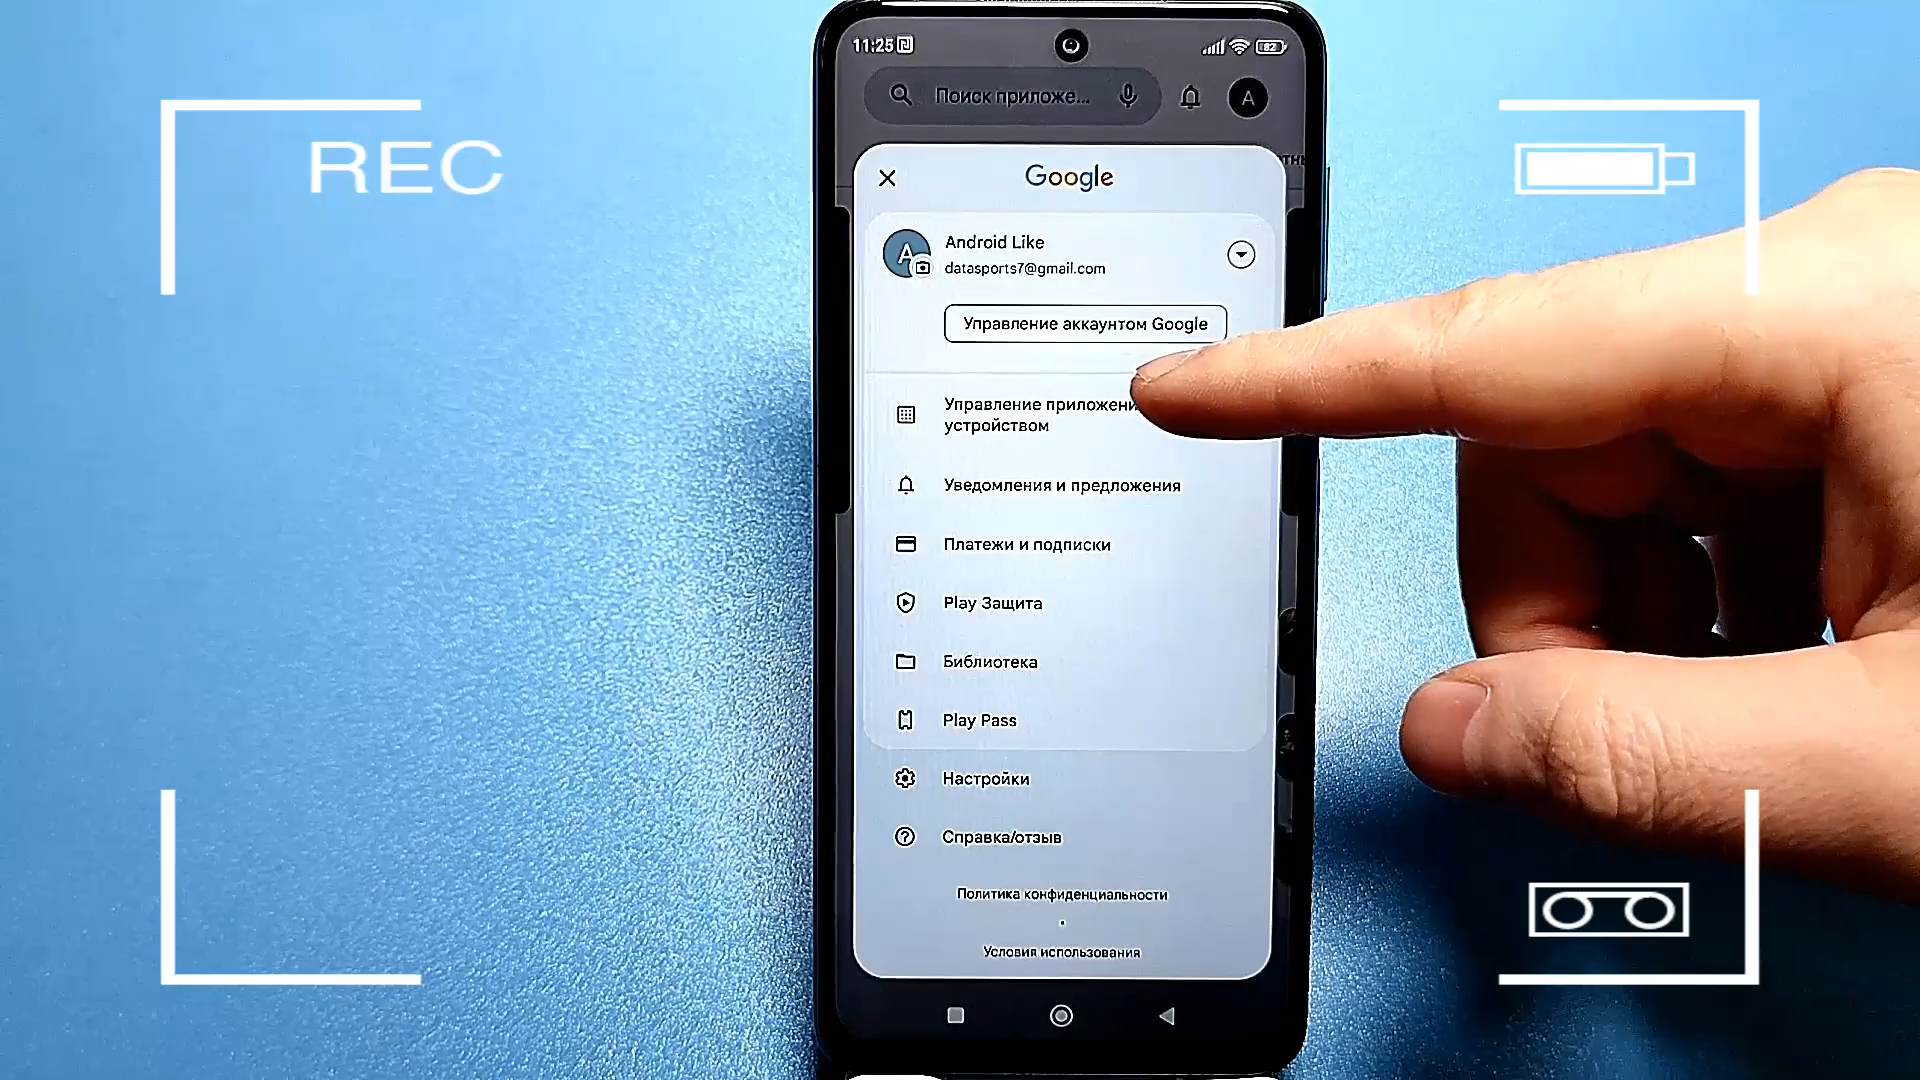 11:25
82
REC
Поиск приложе...
A
Google
A
Android Like
datasports7@gmail.com
Управление аккаунтом Google
Управление приложени
устройством
Уведомления и предложения
Платежи и подписки
Play Защита
Библиотека
Play Pass
Настройки
Справка/отзыв
Политика конфиденциальности
•
Условия использования